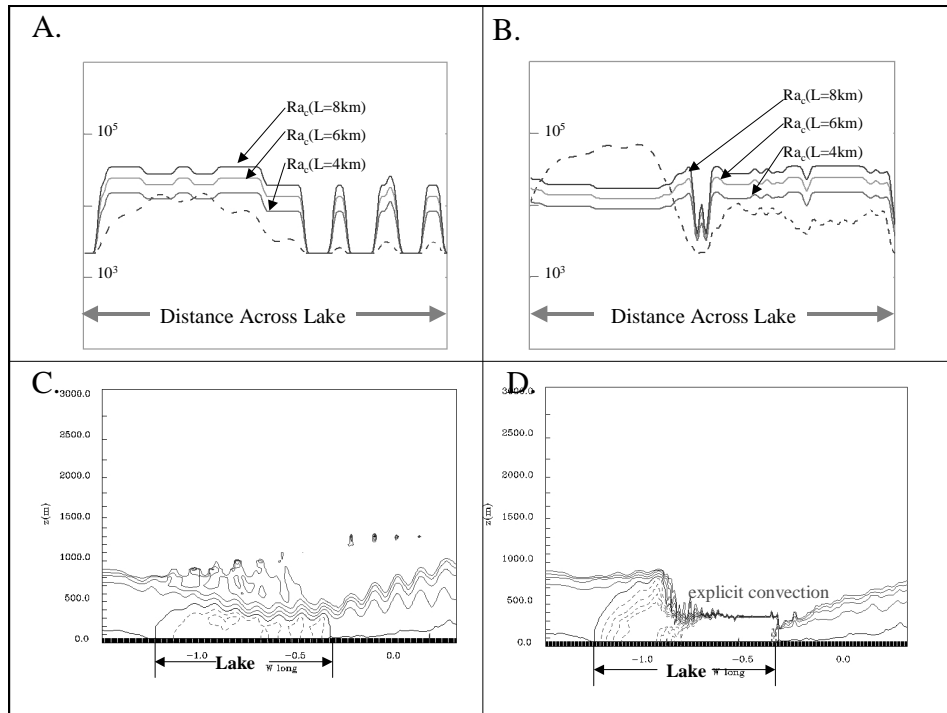 A.
Ra_c(L=8km)
Ra_c(L=6km)
Ra_c(L=4km)
10^5
10^3
Distance Across Lake
B.
Ra_c(L=8km)
Ra_c(L=6km)
Ra_c(L=4km)
10^5
10^3
Distance Across Lake
C.
3000.0
2500.0
2000.0
1500.0
1000.0
500.0
0.0
z(m)
−1.0 −0.5 0.0
Lake W long
D.
3000.0
2500.0
2000.0
1500.0
1000.0
500.0
0.0
z(m)
explicit convection
−1.0 −0.5 0.0
Lake W long